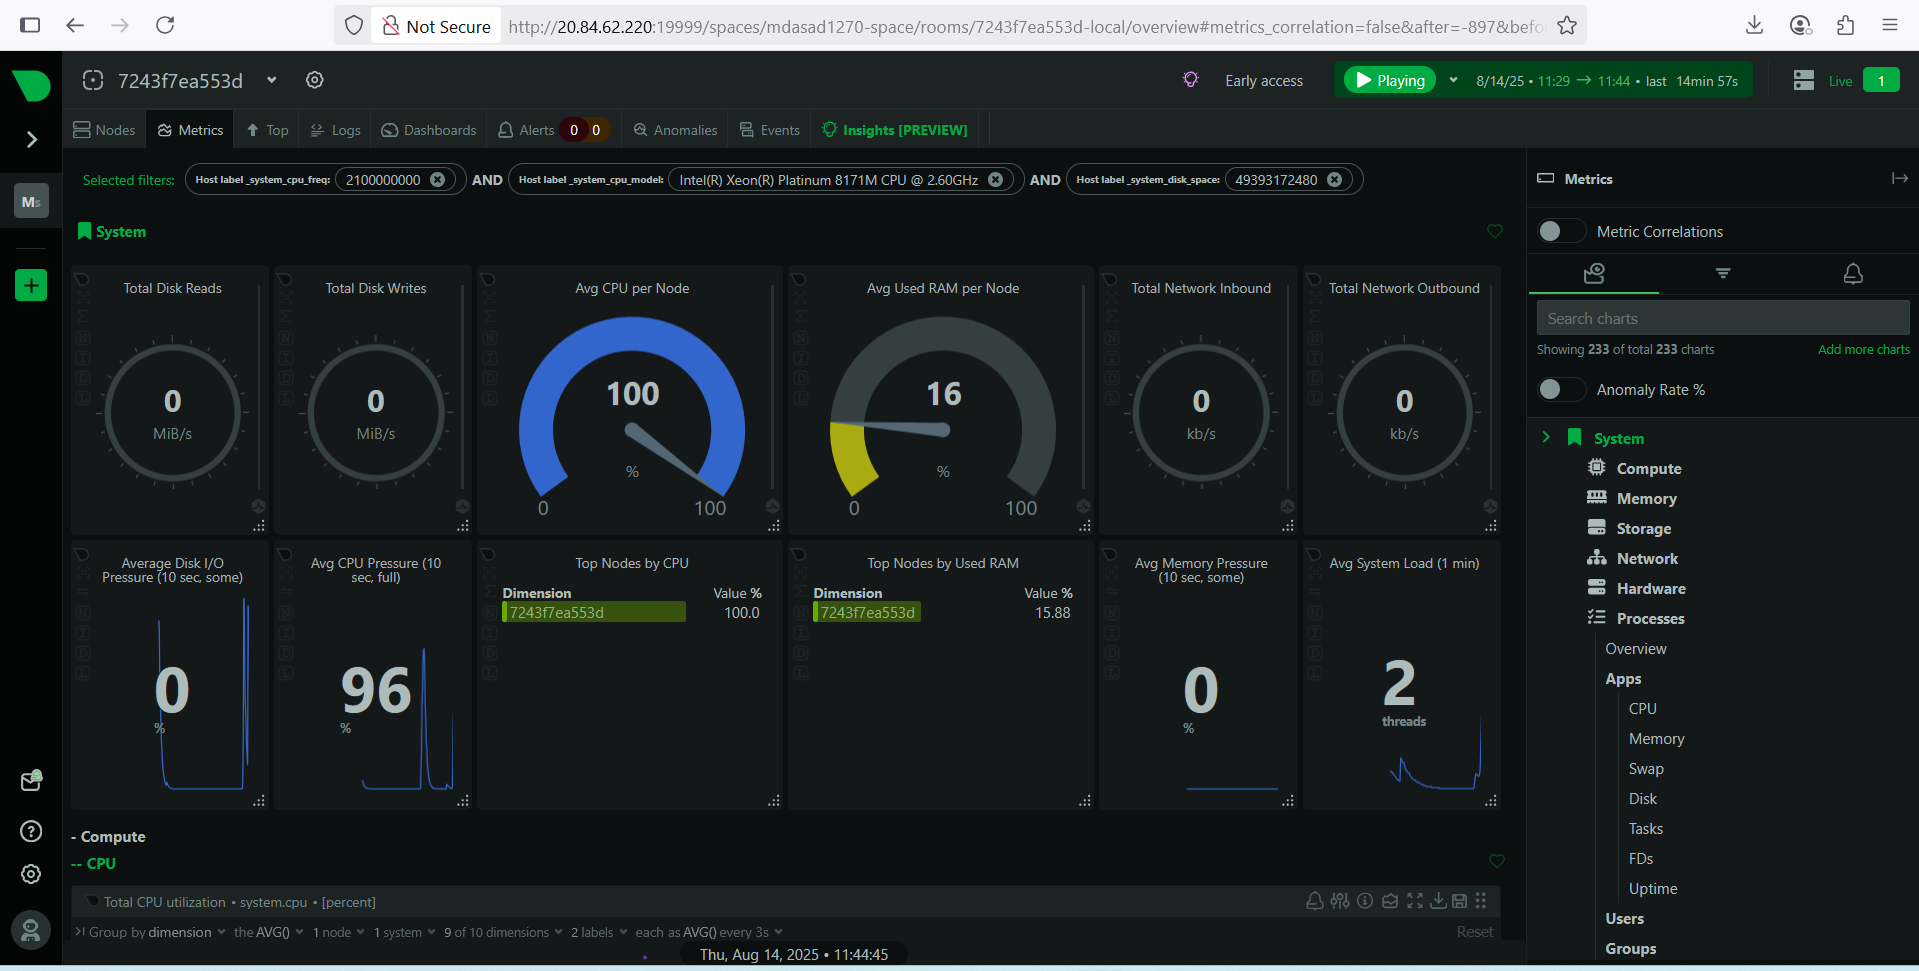 Not Secure
http://20.84.62.220:19999/spaces/mdasad1270-space/rooms/7243f7ea553d-local/overview#metrics_correlation=false&after=-897&befo
7243f7ea553d
Early access
Playing
8/14/25 • 11:29 → 11:44 • last 14min 57s
Live
1
Nodes
Metrics
Top
Logs
Dashboards
Alerts 0 0
Anomalies
Events
Insights [PREVIEW]
Selected filters: Host label _system_cpu_freq: 2100000000 AND Host label _system_cpu_model: Intel(R) Xeon(R) Platinum 8171M CPU @ 2.60GHz AND Host label _system_disk_space: 49393172480
Ms
System
Total Disk Reads
0
MiB/s
Total Disk Writes
0
MiB/s
Avg CPU per Node
100
%
0 100
Avg Used RAM per Node
16
%
0 100
Total Network Inbound
0
kb/s
Total Network Outbound
0
kb/s
N
I
D
L
Average Disk I/O
Pressure (10 sec, some)
0
%
Avg CPU Pressure (10
sec, full)
96
%
Top Nodes by CPU
Dimension Value %
7243f7ea553d 100.0
Top Nodes by Used RAM
Dimension Value %
7243f7ea553d 15.88
Avg Memory Pressure
(10 sec, some)
0
%
Avg System Load (1 min)
2
threads
- Compute
-- CPU
Total CPU utilization • system.cpu • [percent]
Group by dimension the AVG() 1 node 1 system 9 of 10 dimensions 2 labels each as AVG() every 3s Reset
Thu, Aug 14, 2025 • 11:44:45
Metrics
Metric Correlations
Search charts
Showing 233 of total 233 charts
Add more charts
Anomaly Rate %
System
Compute
Memory
Storage
Network
Hardware
Processes
Overview
Apps
CPU
Memory
Swap
Disk
Tasks
FDs
Uptime
Users
Groups